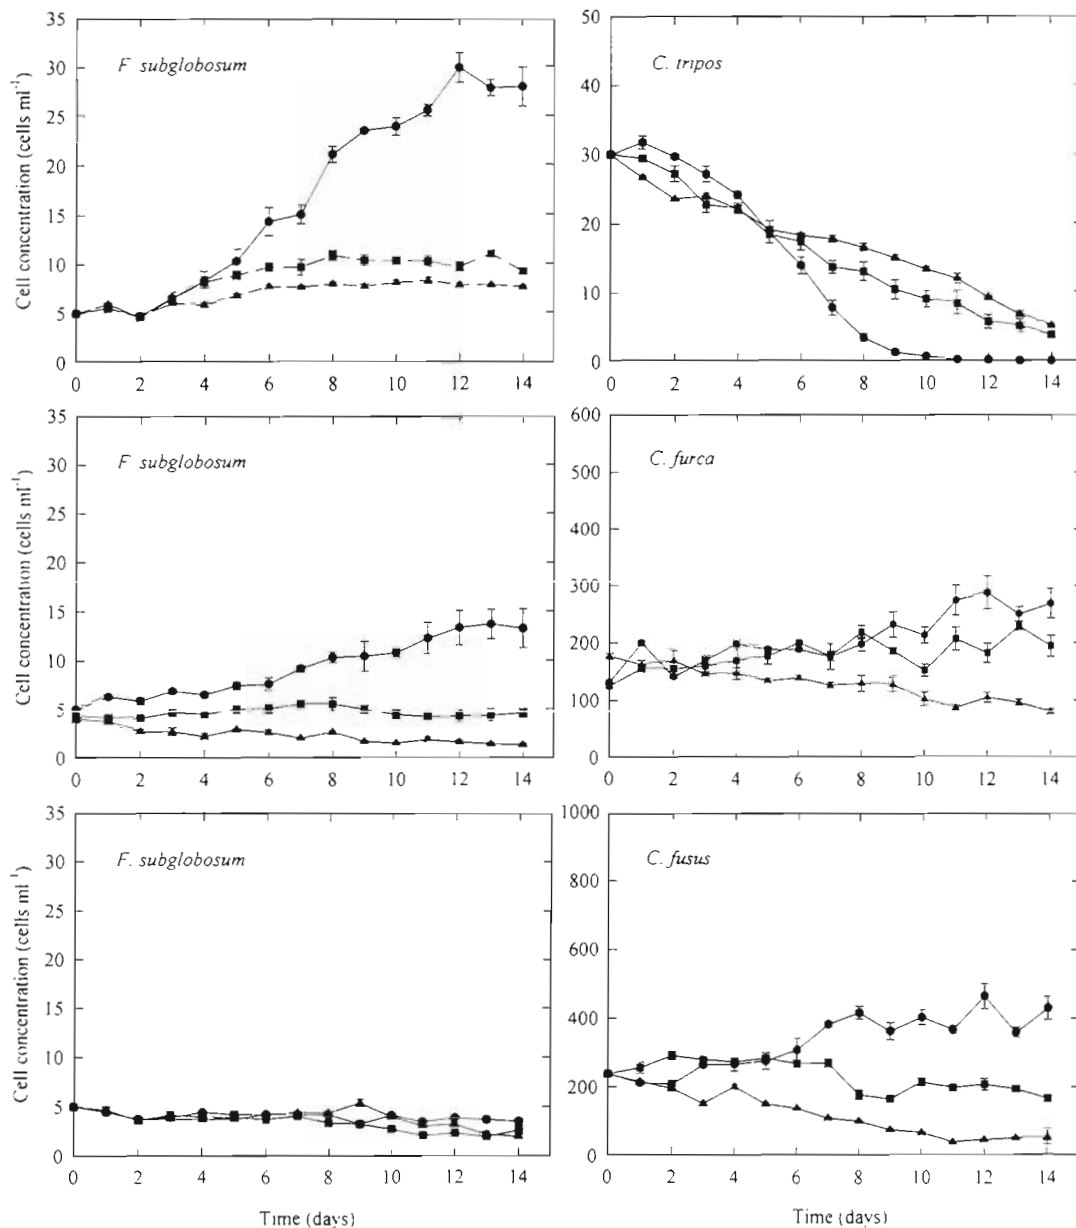 35
30
25
20
15
10
5
0
Cell concentration (cells ml⁻¹)
F subglobosum
0 2 4 6 8 10 12 14
50
40
30
20
10
0
C. tripos
0 2 4 6 8 10 12 14
35
30
25
20
15
10
5
0
Cell concentration (cells ml⁻¹)
F subglobosum
0 2 4 6 8 10 12 14
600
500
400
300
200
100
0
C. furca
0 2 4 6 8 10 12 14
35
30
25
20
15
10
5
0
Cell concentration (cells ml⁻¹)
F. subglobosum
0 2 4 6 8 10 12 14
Time (days)
1000
800
600
400
200
0
C. fusus
0 2 4 6 8 10 12 14
Time (days)